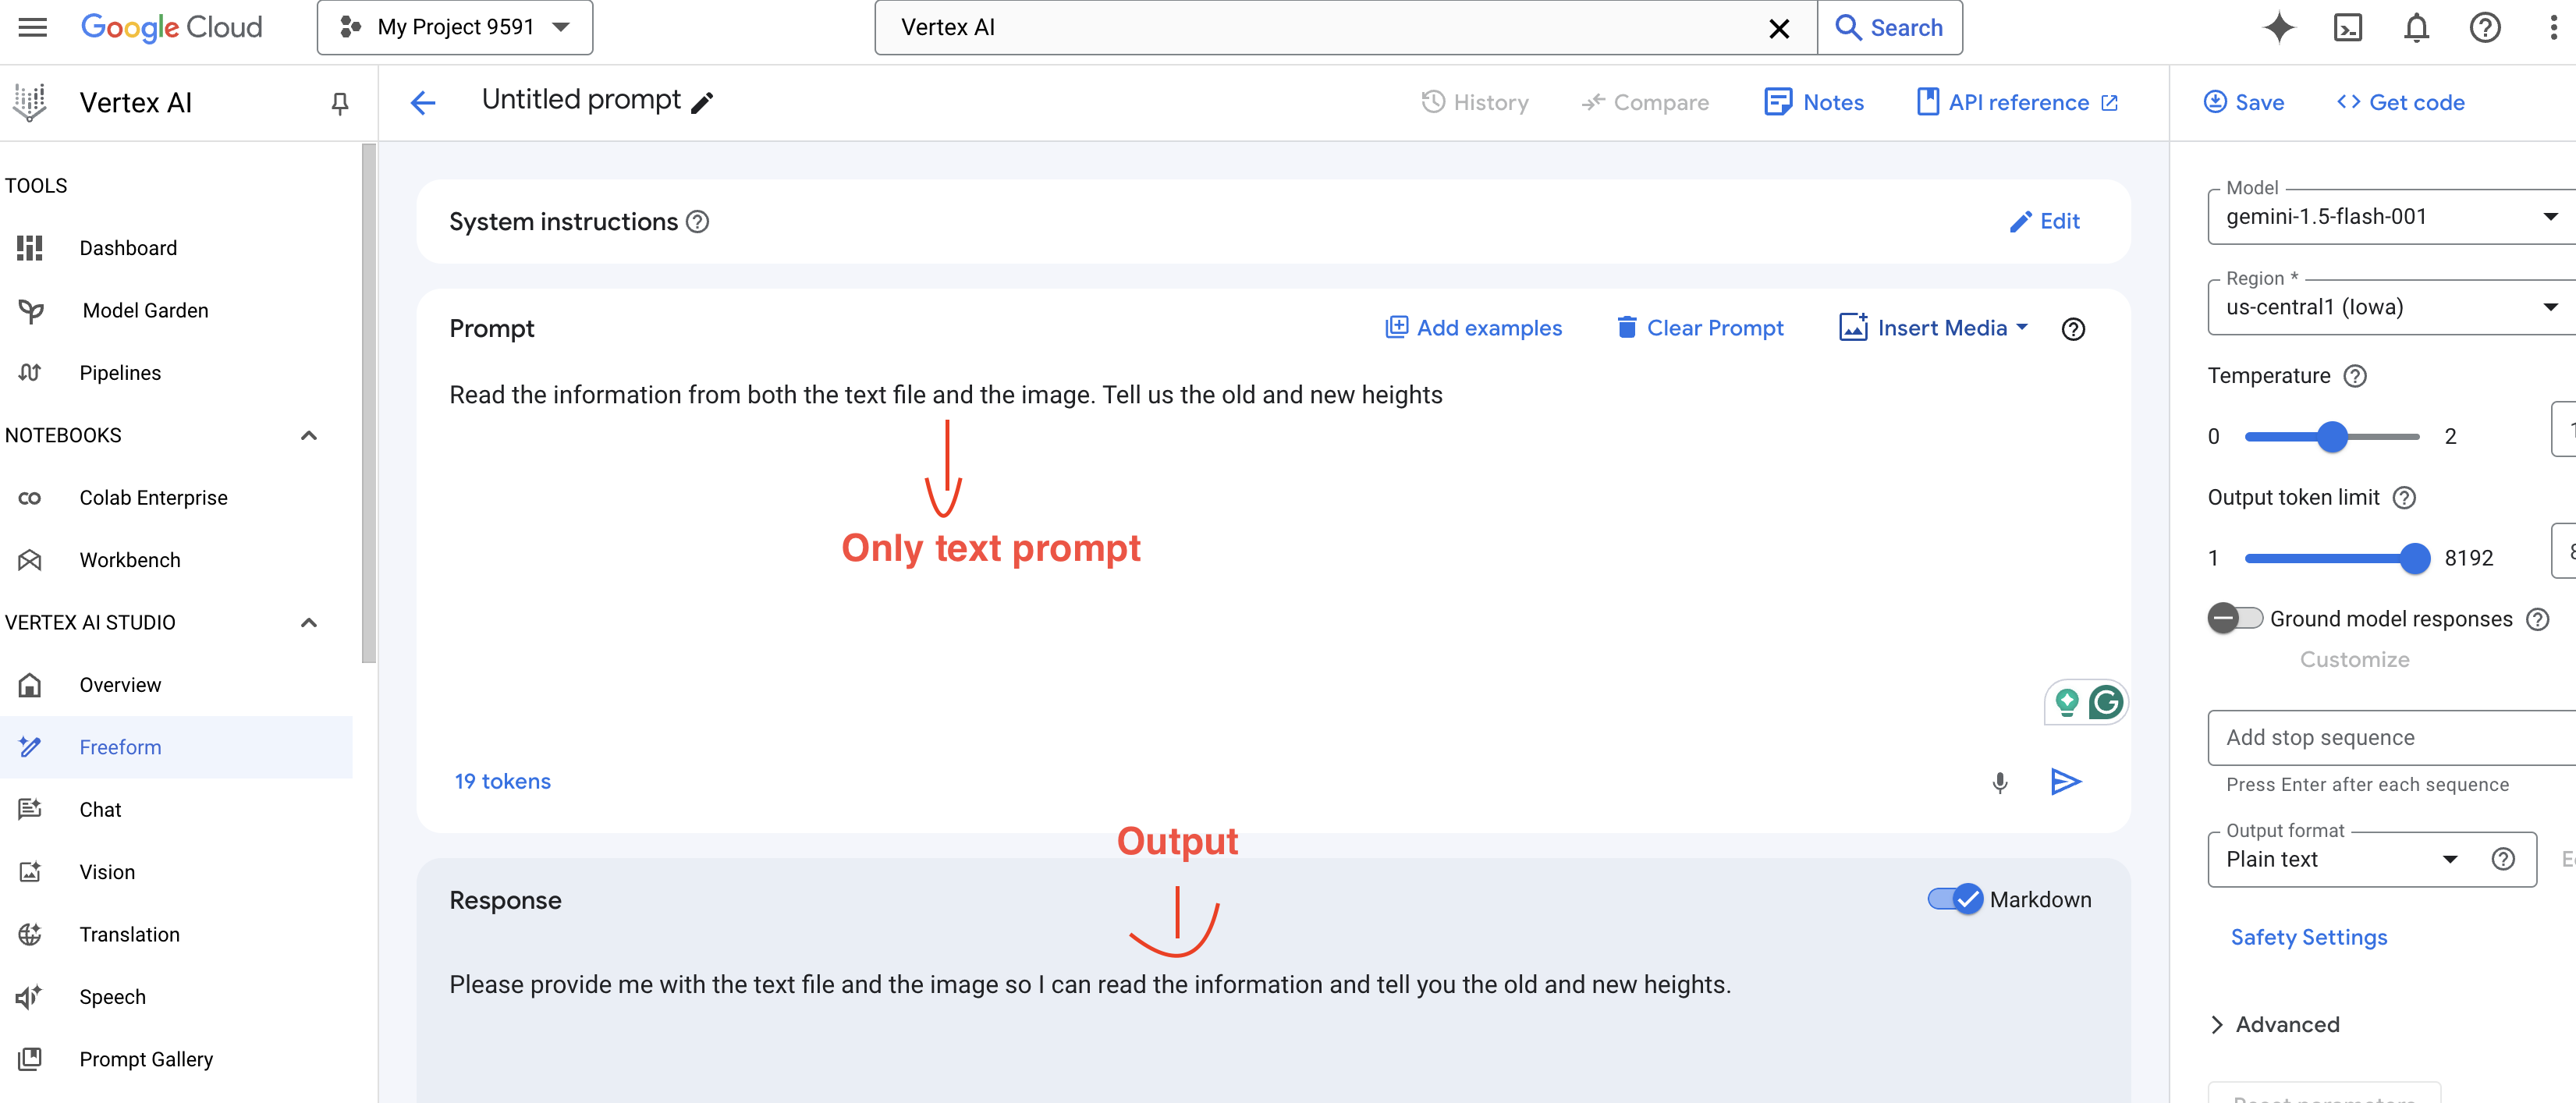 Google Cloud
My Project 9591
Vertex AI
Search
Vertex AI
Untitled prompt
History
Compare
Notes
API reference
Save
Get code
TOOLS
Dashboard
Model Garden
Pipelines
NOTEBOOKS
Colab Enterprise
Workbench
VERTEX AI STUDIO
Overview
Freeform
Chat
Vision
Translation
Speech
Prompt Gallery
System instructions
Edit
Prompt
Add examples
Clear Prompt
Insert Media
Read the information from both the text file and the image. Tell us the old and new heights
Only text prompt
19 tokens
Output
Response
Markdown
Please provide me with the text file and the image so I can read the information and tell you the old and new heights.
Model
gemini-1.5-flash-001
Region *
us-central1 (Iowa)
Temperature
0
2
Output token limit
1
8192
Ground model responses
Customize
Add stop sequence
Press Enter after each sequence
Output format
Plain text
Safety Settings
Advanced